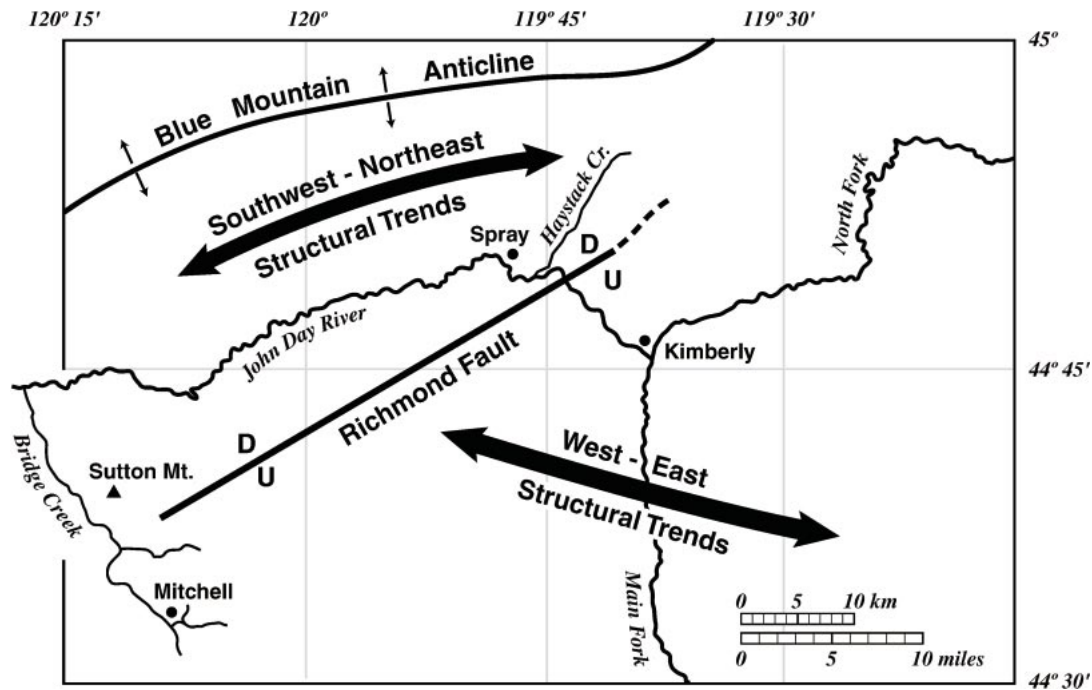 120º 15' 120º 119º 45' 119º 30'
45º
Blue Mountain Anticline
Southwest - Northeast
Structural Trends
Haystack Cr.
North Fork
Spray
D
U
John Day River
Richmond Fault
Kimberly
44º 45'
D
U
West - East
Structural Trends
Bridge Creek
Sutton Mt.
Mitchell
Main Fork
0 5 10 km
0 5 10 miles
44º 30'